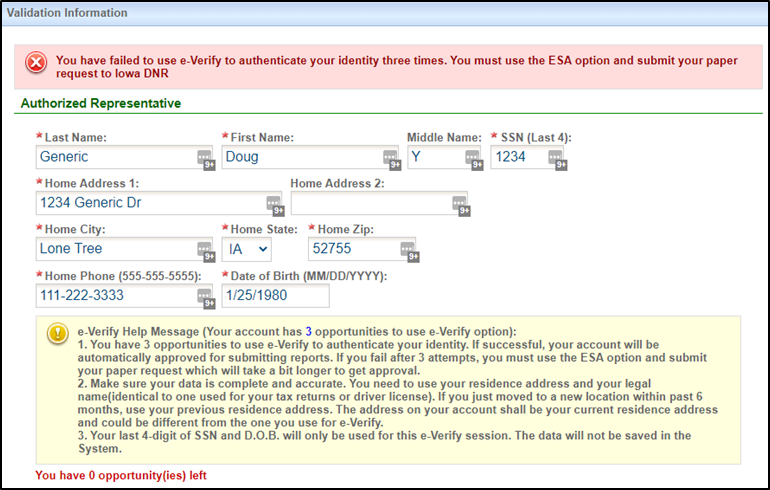 Validation Information
You have failed to use e-Verify to authenticate your identity three times. You must use the ESA option and submit your paper
request to Iowa DNR
Authorized Representative
* Last Name: * First Name: Middle Name: * SSN (Last 4):
Generic Doug Y 1234
9+ 9+ 9+ 9+
* Home Address 1: Home Address 2:
1234 Generic Dr
9+ 9+
* Home City: * Home State: * Home Zip:
Lone Tree IA 52755
9+ 9+
* Home Phone (555-555-5555): * Date of Birth (MM/DD/YYYY):
111-222-3333 1/25/1980
9+
e-Verify Help Message (Your account has 3 opportunities to use e-Verify option):
1. You have 3 opportunities to use e-Verify to authenticate your identity. If successful, your account will be
automatically approved for submitting reports. If you fail after 3 attempts, you must use the ESA option and submit
your paper request which will take a bit longer to get approval.
2. Make sure your data is complete and accurate. You need to use your residence address and your legal
name(identical to one used for your tax returns or driver license). If you just moved to a new location within past 6
months, use your previous residence address. The address on your account shall be your current residence address
and could be different from the one you use for e-Verify.
3. Your last 4-digit of SSN and D.O.B. will only be used for this e-Verify session. The data will not be saved in the
System.
You have 0 opportunity(ies) left